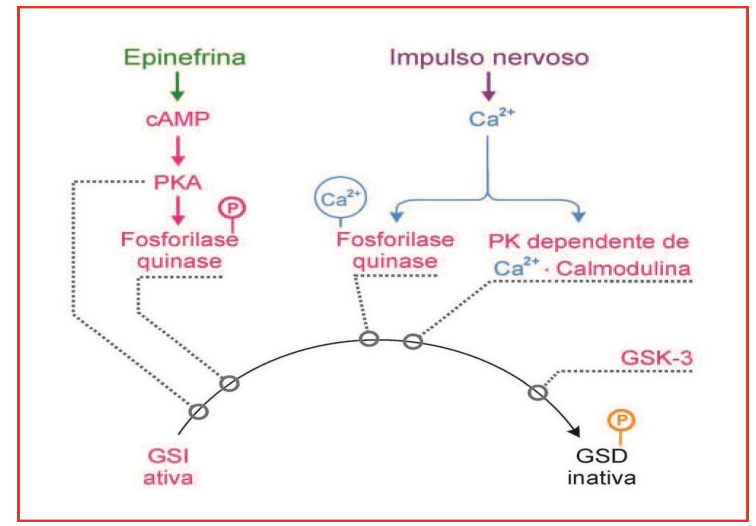 Epinefrina
Impulso nervoso
cAMP
Ca²⁺
PKA
P
Ca²⁺
Fosforilase
quinase
Fosforilase
quinase
PK dependente de
Ca²⁺ · Calmodulina
GSK-3
P
GSI
ativa
GSD
inativa